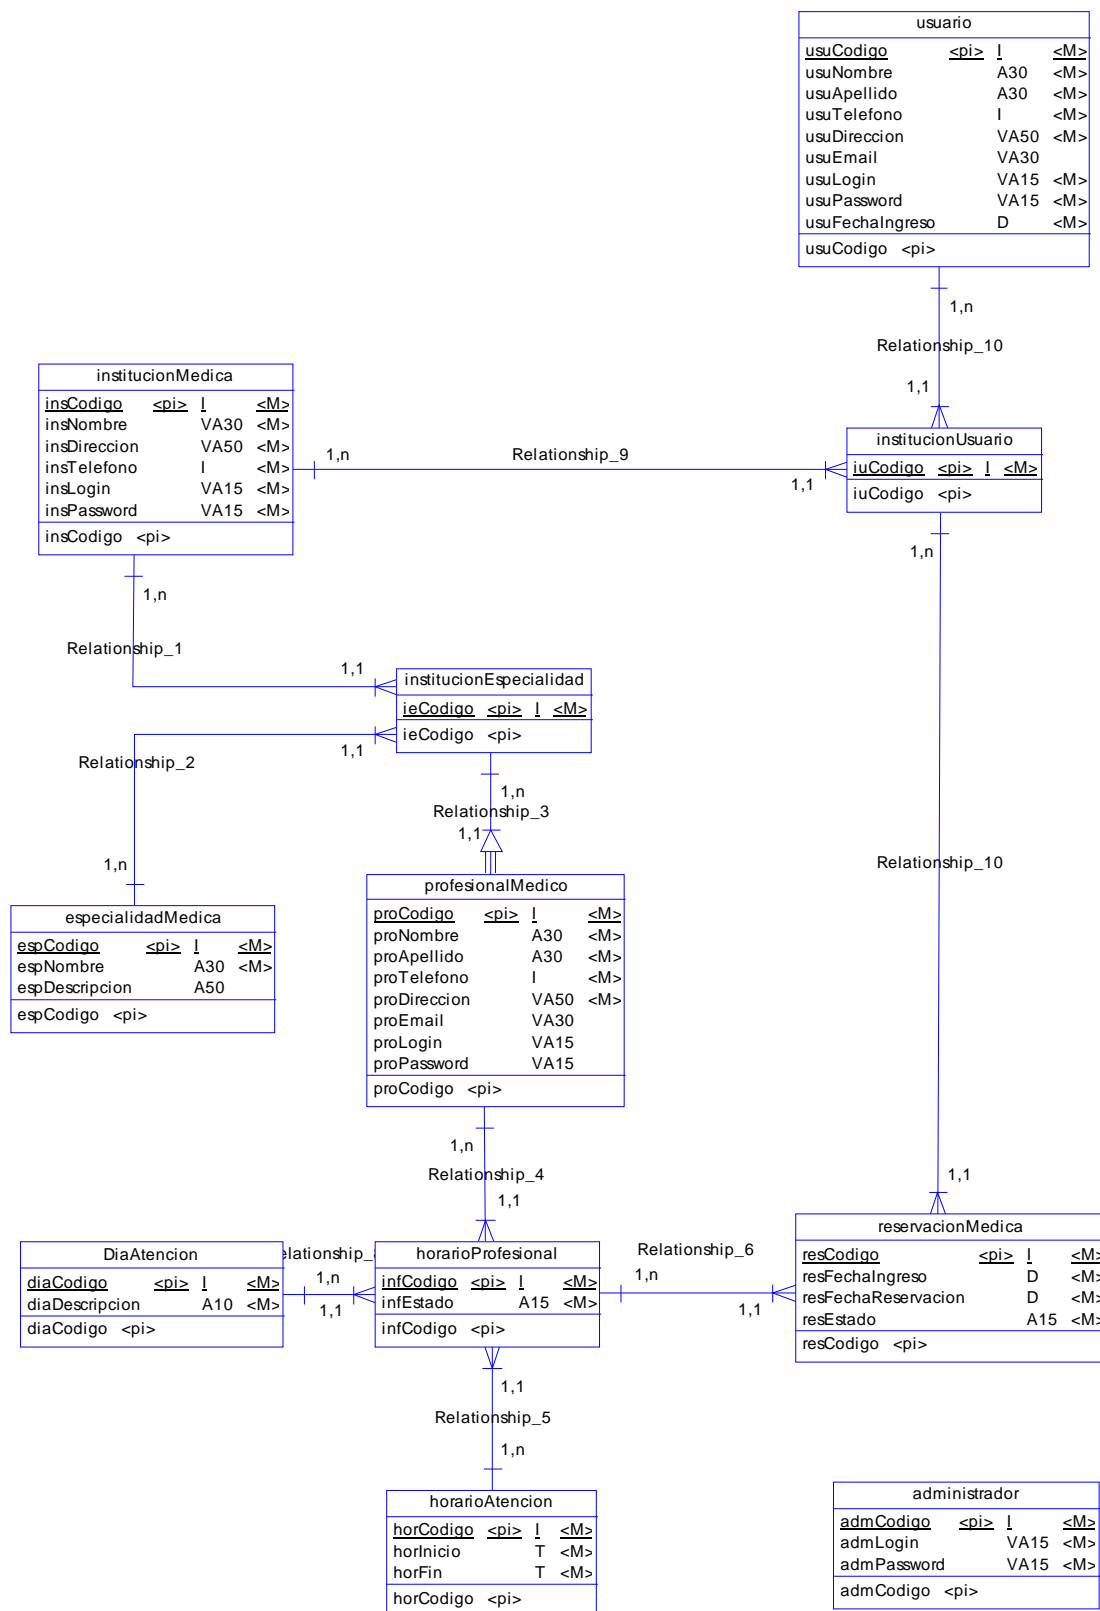 usuario
usuCodigo <pi> I <M>
usuNombre A30 <M>
usuApellido A30 <M>
usuTelefono I <M>
usuDireccion VA50 <M>
usuEmail VA30
usuLogin VA15 <M>
usuPassword VA15 <M>
usuFechaIngreso D <M>
usuCodigo <pi>
1,n
Relationship_10
1,1
institucionMedica
insCodigo <pi> I <M>
insNombre VA30 <M>
insDireccion VA50 <M>
insTelefono I <M>
insLogin VA15 <M>
insPassword VA15 <M>
insCodigo <pi>
1,n
Relationship_9
1,1
institucionUsuario
iuCodigo <pi> I <M>
iuCodigo <pi>
1,n
1,n
Relationship_1
1,1
institucionEspecialidad
ieCodigo <pi> I <M>
ieCodigo <pi>
1,1
Relationship_2
1,n
1,n
Relationship_3
1,1
Relationship_10
especialidadMedica
espCodigo <pi> I <M>
espNombre A30 <M>
espDescripcion A50
espCodigo <pi>
profesionalMedico
proCodigo <pi> I <M>
proNombre A30 <M>
proApellido A30 <M>
proTelefono I <M>
proDireccion VA50 <M>
proEmail VA30
proLogin VA15
proPassword VA15
proCodigo <pi>
1,n
Relationship_4
1,1
1,1
DiaAtencion
diaCodigo <pi> I <M>
diaDescripcion A10 <M>
diaCodigo <pi>
elationship_
1,n
1,1
horarioProfesional
infCodigo <pi> I <M>
infEstado A15 <M>
infCodigo <pi>
Relationship_6
1,n
1,1
reservacionMedica
resCodigo <pi> I <M>
resFechaIngreso D <M>
resFechaReservacion D <M>
resEstado A15 <M>
resCodigo <pi>
1,1
Relationship_5
1,n
horarioAtencion
horCodigo <pi> I <M>
horInicio T <M>
horFin T <M>
horCodigo <pi>
administrador
admCodigo <pi> I <M>
admLogin VA15 <M>
admPassword VA15 <M>
admCodigo <pi>